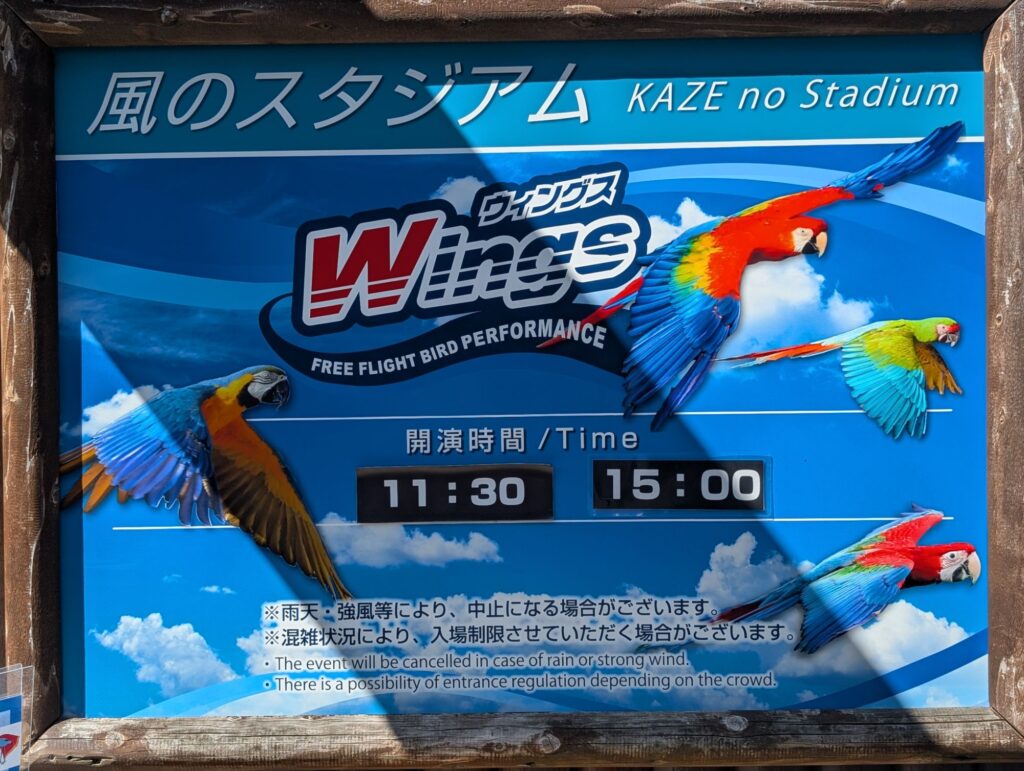 風のスタジアム KAZE no Stadium
ウィングス
Wings
FREE FLIGHT BIRD PERFORMANCE
開演時間 /Time
11：30 15：00
※雨天・強風等により、中止になる場合がございます。
※混雑状況により、入場制限させていただく場合がございます。
・The event will be cancelled in case of rain or strong wind.
・There is a possibility of entrance regulation depending on the crowd.